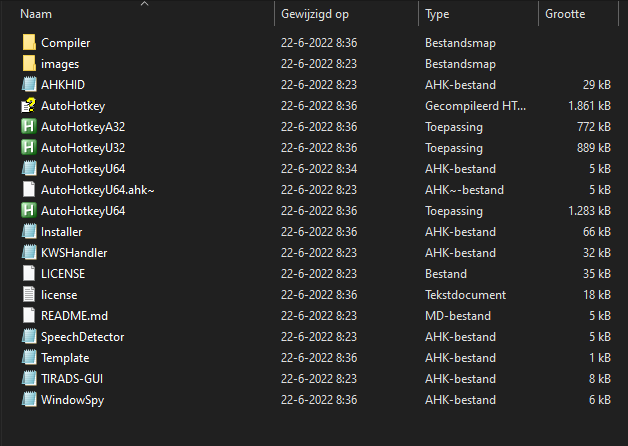 Naam Gewijzigd op Type Grootte
Compiler 22-6-2022 8:36 Bestandsmap
images 22-6-2022 8:23 Bestandsmap
AHKHID 22-6-2022 8:23 AHK-bestand 29 kB
AutoHotkey 22-6-2022 8:36 Gecompileerd HT... 1.861 kB
AutoHotkeyA32 22-6-2022 8:36 Toepassing 772 kB
AutoHotkeyU32 22-6-2022 8:36 Toepassing 889 kB
AutoHotkeyU64 22-6-2022 8:34 AHK-bestand 5 kB
AutoHotkeyU64.ahk~ 22-6-2022 8:23 AHK~-bestand 5 kB
AutoHotkeyU64 22-6-2022 8:36 Toepassing 1.283 kB
Installer 22-6-2022 8:36 AHK-bestand 66 kB
KWSHandler 22-6-2022 8:23 AHK-bestand 32 kB
LICENSE 22-6-2022 8:23 Bestand 35 kB
license 22-6-2022 8:36 Tekstdocument 18 kB
README.md 22-6-2022 8:23 MD-bestand 5 kB
SpeechDetector 22-6-2022 8:23 AHK-bestand 5 kB
Template 22-6-2022 8:36 AHK-bestand 1 kB
TIRADS-GUI 22-6-2022 8:23 AHK-bestand 8 kB
WindowSpy 22-6-2022 8:36 AHK-bestand 6 kB